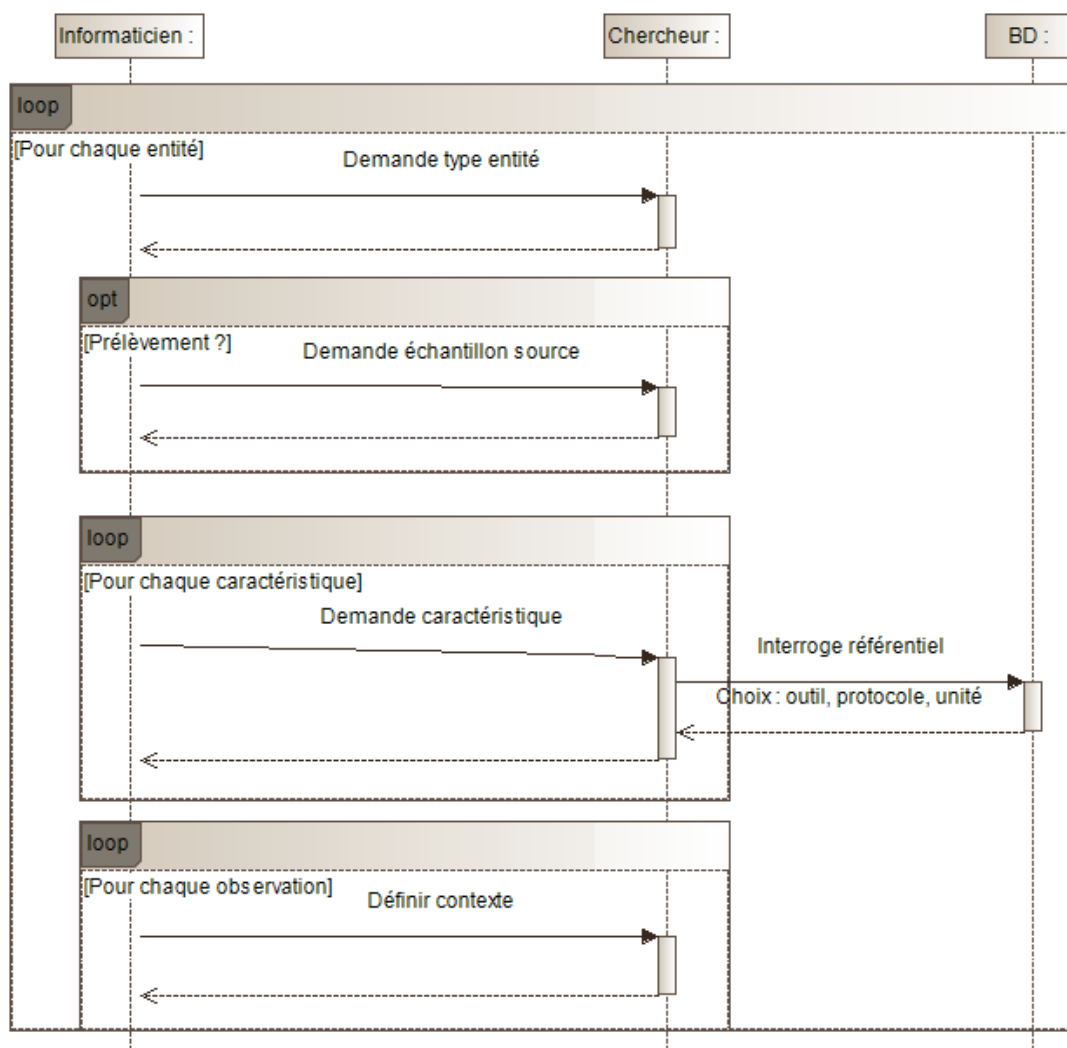 Informaticien :
Chercheur :
BD :
loop
[Pour chaque entité]
Demande type entité
opt
[Prélèvement ?]
Demande échantillon source
loop
[Pour chaque caractéristique]
Demande caractéristique
Interroge référentiel
Choix : outil, protocole, unité
loop
[Pour chaque observation]
Définir contexte